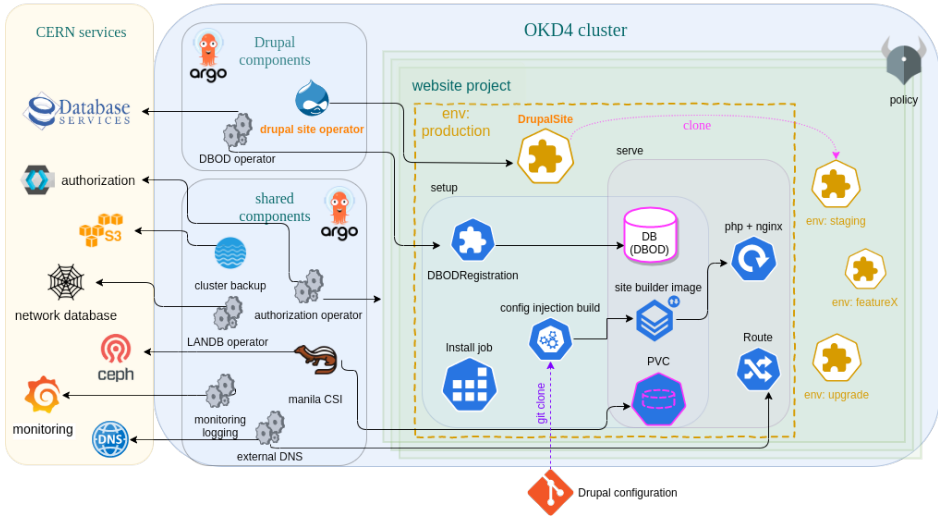 CERN services
OKD4 cluster
Drupal
components
argo
drupal site operator
DBOD operator
Database
SERVICES
authorization
S3
network database
ceph
monitoring
DNS
shared
components
argo
cluster backup
authorization operator
LANDB operator
manila CSI
monitoring
logging
external DNS
policy
website project
env:
production
DrupalSite
clone
serve
setup
DBODRegistration
DB
(DBOD)
php + nginx
site builder image
config injection build
Install job
PVC
Route
git clone
env: staging
env: featureX
env: upgrade
Drupal configuration